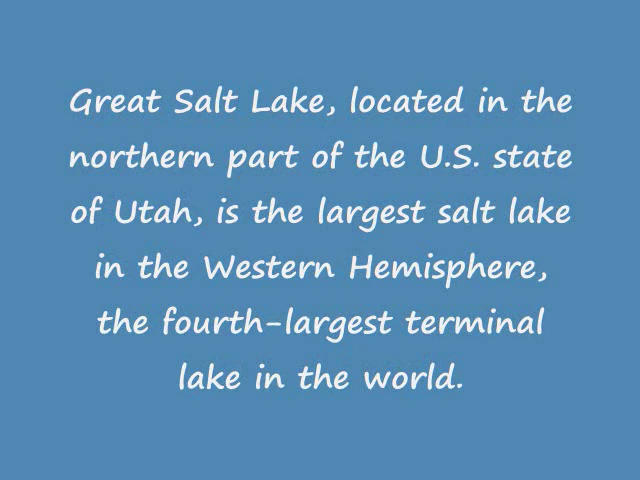 Great Salt Lake, located in the
northern part of the U.S. state
of Utah, is the largest salt lake
in the Western Hemisphere,
the fourth-largest terminal
lake in the world.